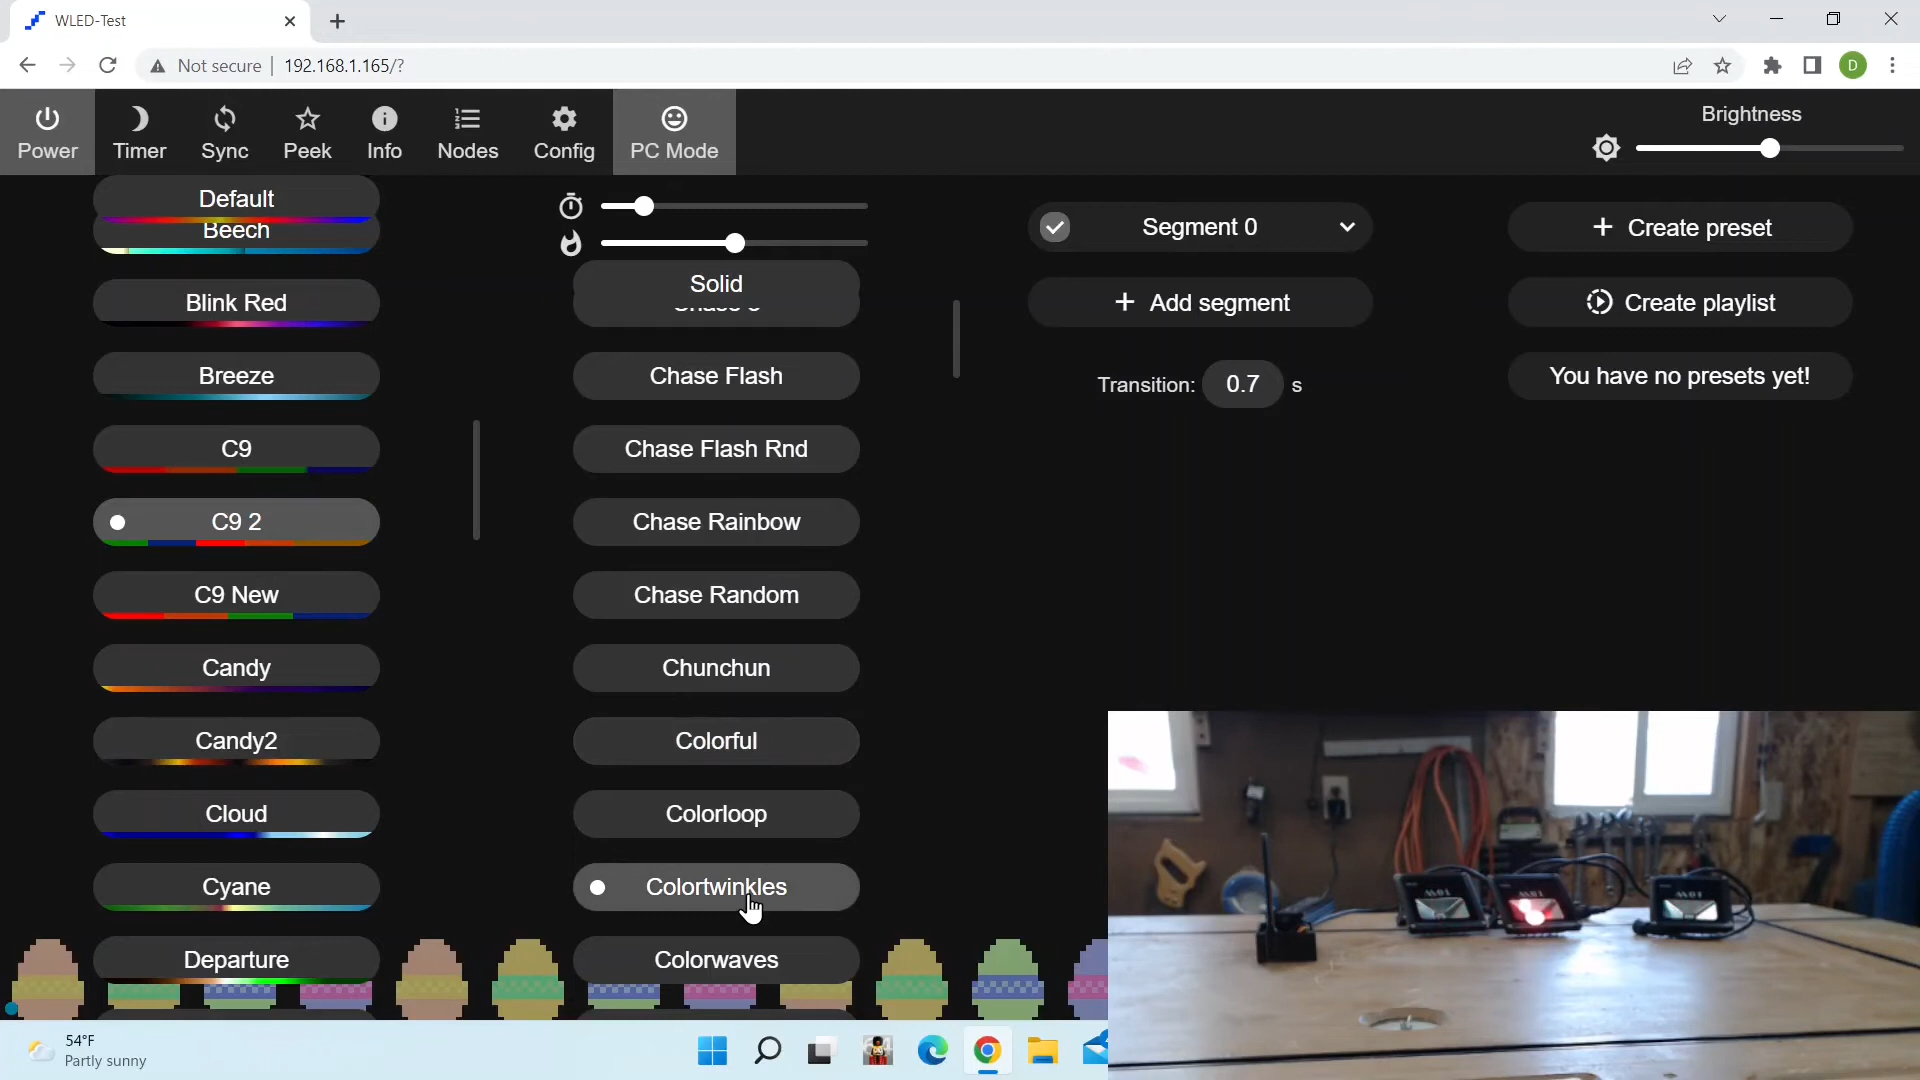 WLED-Test
Not secure
192.168.1.165/?
D
Power
Timer
Sync
Peek
Info
Nodes
Config
PC Mode
Brightness
Default
Beech
Blink Red
Breeze
C9
C9 2
C9 New
Candy
Candy2
Cloud
Cyane
Departure
Solid
Chase Flash
Chase Flash Rnd
Chase Rainbow
Chase Random
Chunchun
Colorful
Colorloop
Colortwinkles
Colorwaves
Segment 0
+ Add segment
Transition: 0.7 s
+ Create preset
Create playlist
You have no presets yet!
54°F
Partly sunny